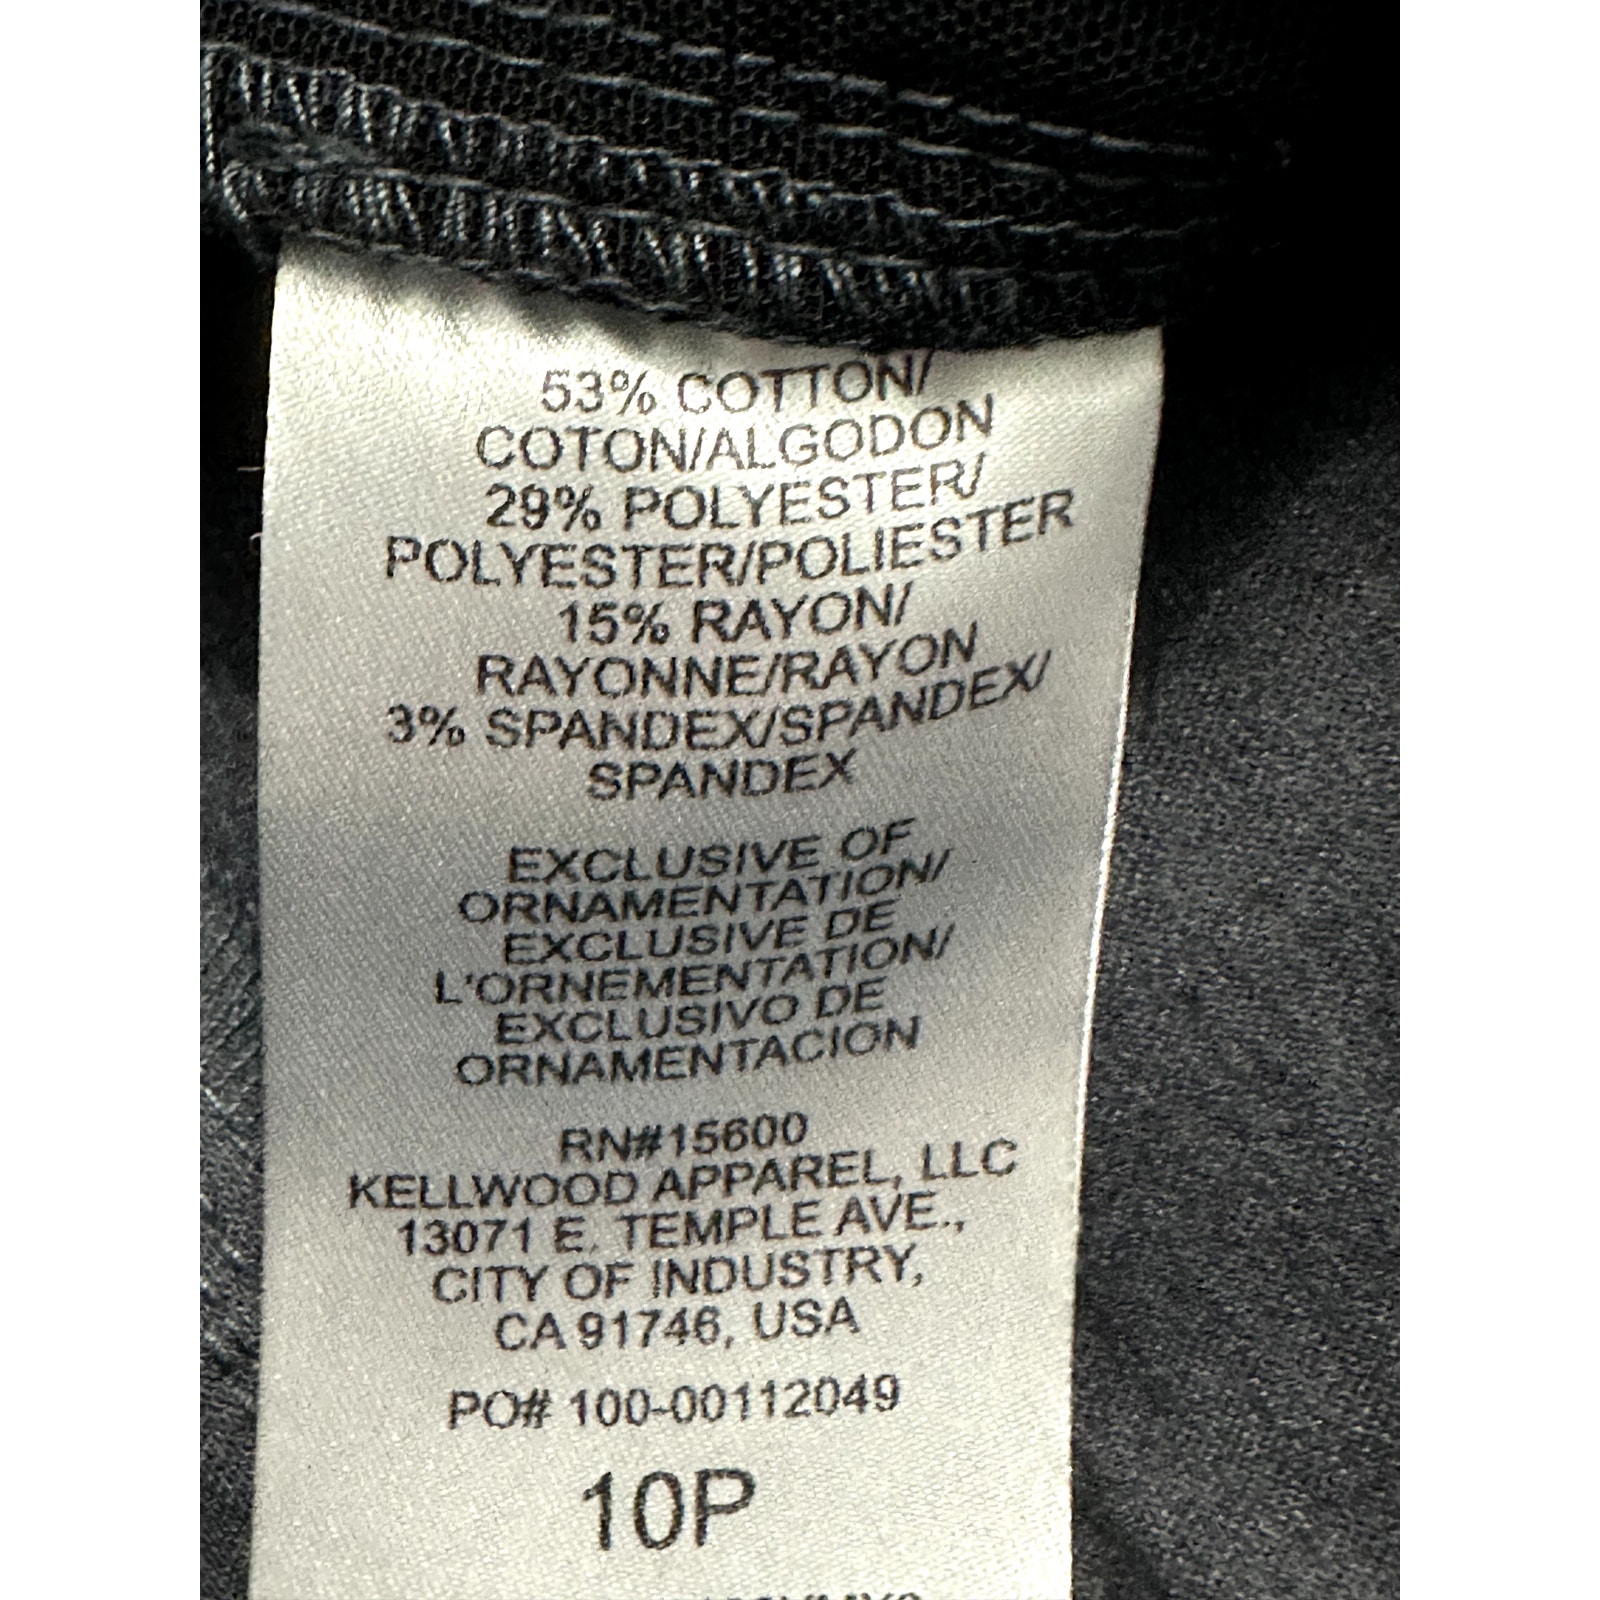 53% COTTON/
COTON/ALGODON
29% POLYESTER/
POLYESTER/POLIESTER
15% RAYON/
RAYONNE/RAYON
3% SPANDEX/SPANDEX/
SPANDEX
EXCLUSIVE OF
ORNAMENTATION/
EXCLUSIVE DE
L'ORNEMENTATION/
EXCLUSIVO DE
ORNAMENTACION
RN#15600
KELLWOOD APPAREL, LLC
13071 E. TEMPLE AVE.,
CITY OF INDUSTRY,
CA 91746, USA
PO# 100-00112049
10P